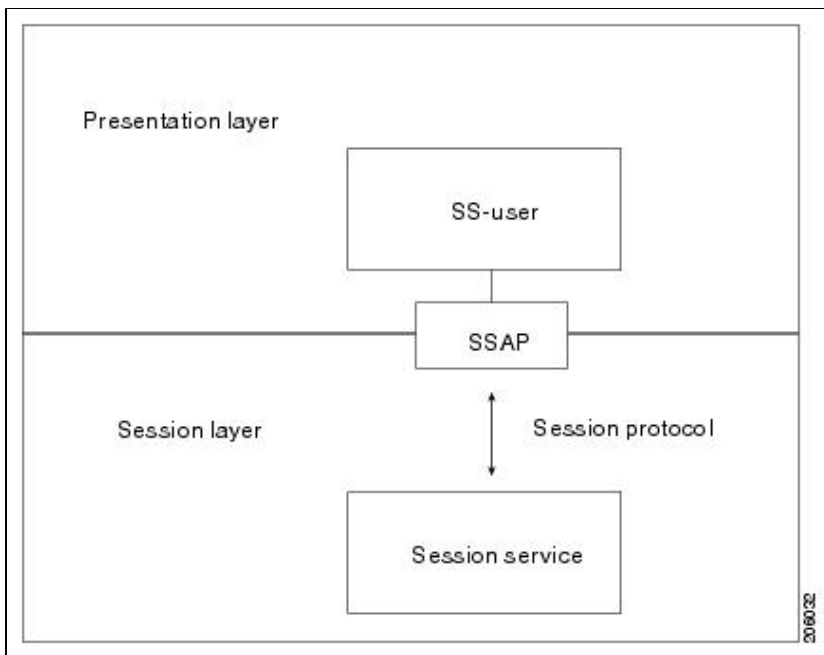 Presentation layer
SS-user
SSAP
Session layer
Session protocol
Session service
206032